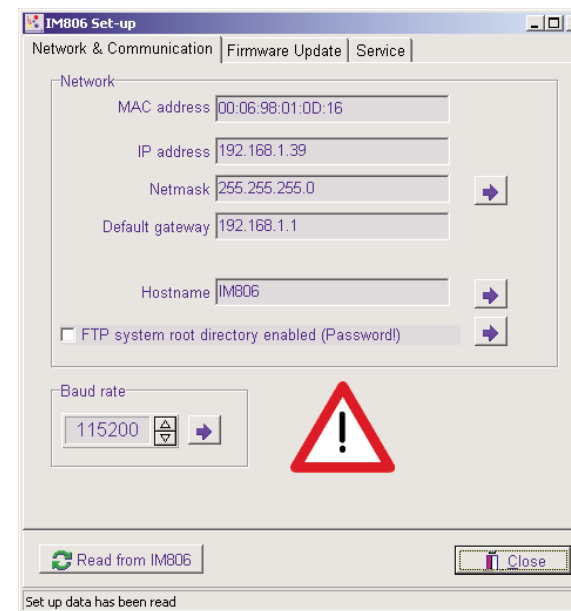 IM806 Set-up
Network & Communication Firmware Update Service
Network
MAC address 00:06:98:01:0D:16
IP address 192.168.1.39
Netmask 255.255.255.0
Default gateway 192.168.1.1
Hostname IM806
FTP system root directory enabled (Password!)
Baud rate
115200
!
Read from IM806 Close
Set up data has been read